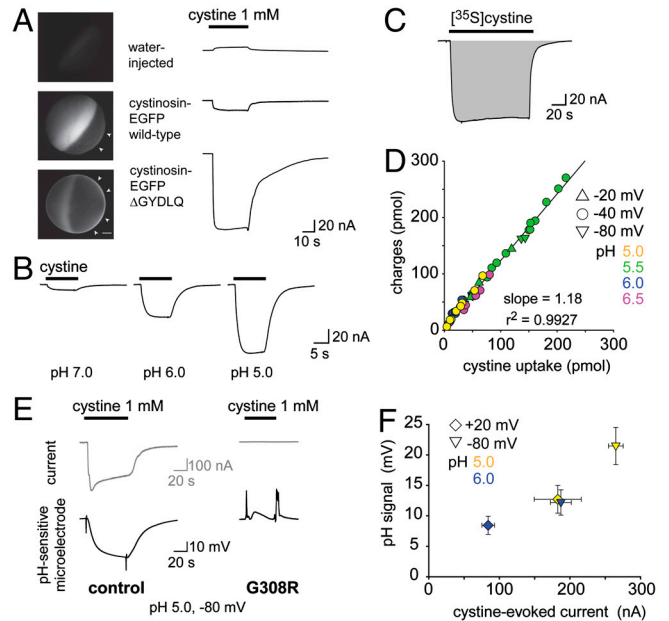 A
cystine 1 mM
water-
injected
cystinosin-
EGFP
wild-type
cystinosin-
EGFP
ΔGYDLQ
20 nA
10 s
B
cystine
20 nA
5 s
pH 7.0
pH 6.0
pH 5.0
C
[³⁵S]cystine
20 nA
20 s
D
300
200
100
0
charges (pmol)
-20 mV
-40 mV
-80 mV
pH 5.0
5.5
6.0
6.5
slope = 1.18
r² = 0.9927
0
100
200
300
cystine uptake (pmol)
E
cystine 1 mM
cystine 1 mM
current
100 nA
20 s
pH-sensitive
microelectrode
10 mV
20 s
control
G308R
pH 5.0, -80 mV
F
25
20
15
10
5
0
pH signal (mV)
+20 mV
-80 mV
pH 5.0
6.0
0
100
200
300
cystine-evoked current (nA)